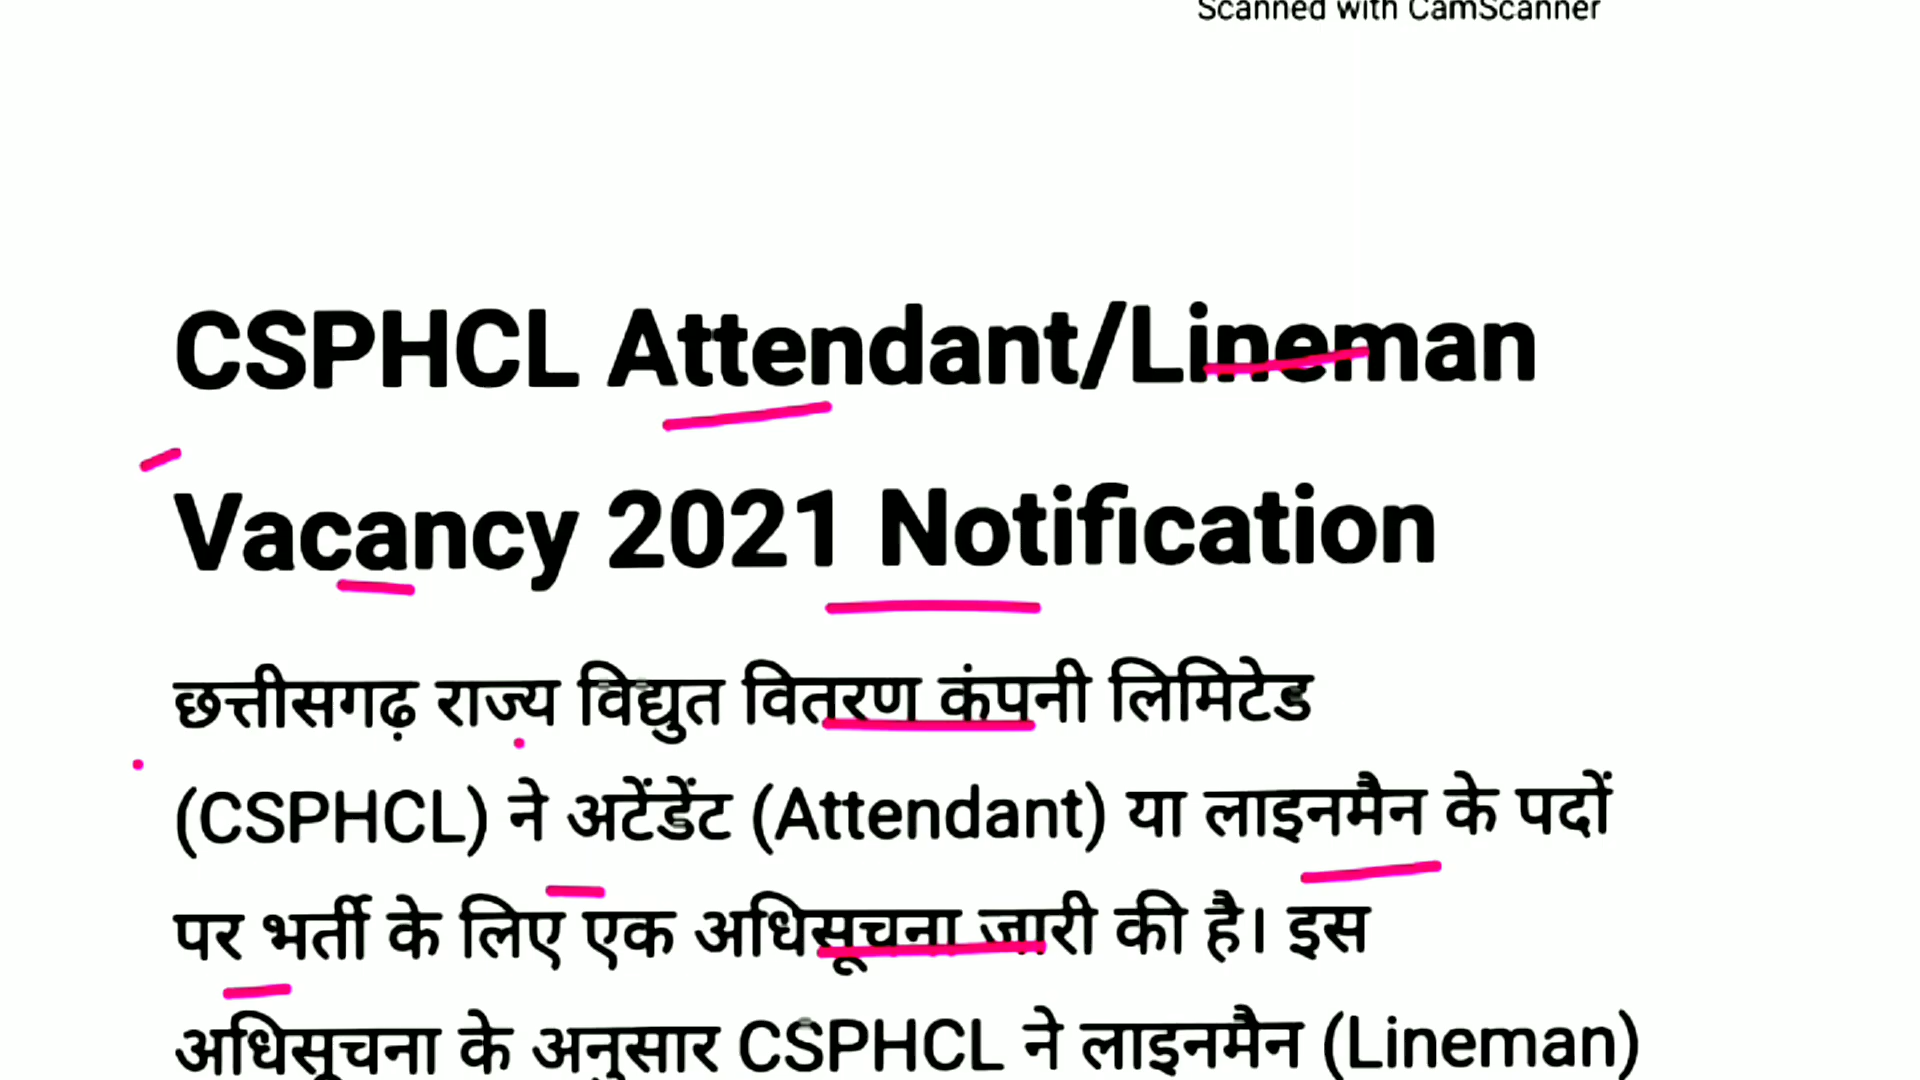 Scanned with CamScanner
CSPHCL Attendant/Lineman
Vacancy 2021 Notification
छत्तीसगढ़ राज्य विद्युत वितरण कंपनी लिमिटेड
(CSPHCL) ने अटेंडेंट (Attendant) या लाइनमैन के पदों
पर भर्ती के लिए एक अधिसूचना जारी की है। इस
अधिसूचना के अनुसार CSPHCL ने लाइनमैन (Lineman)